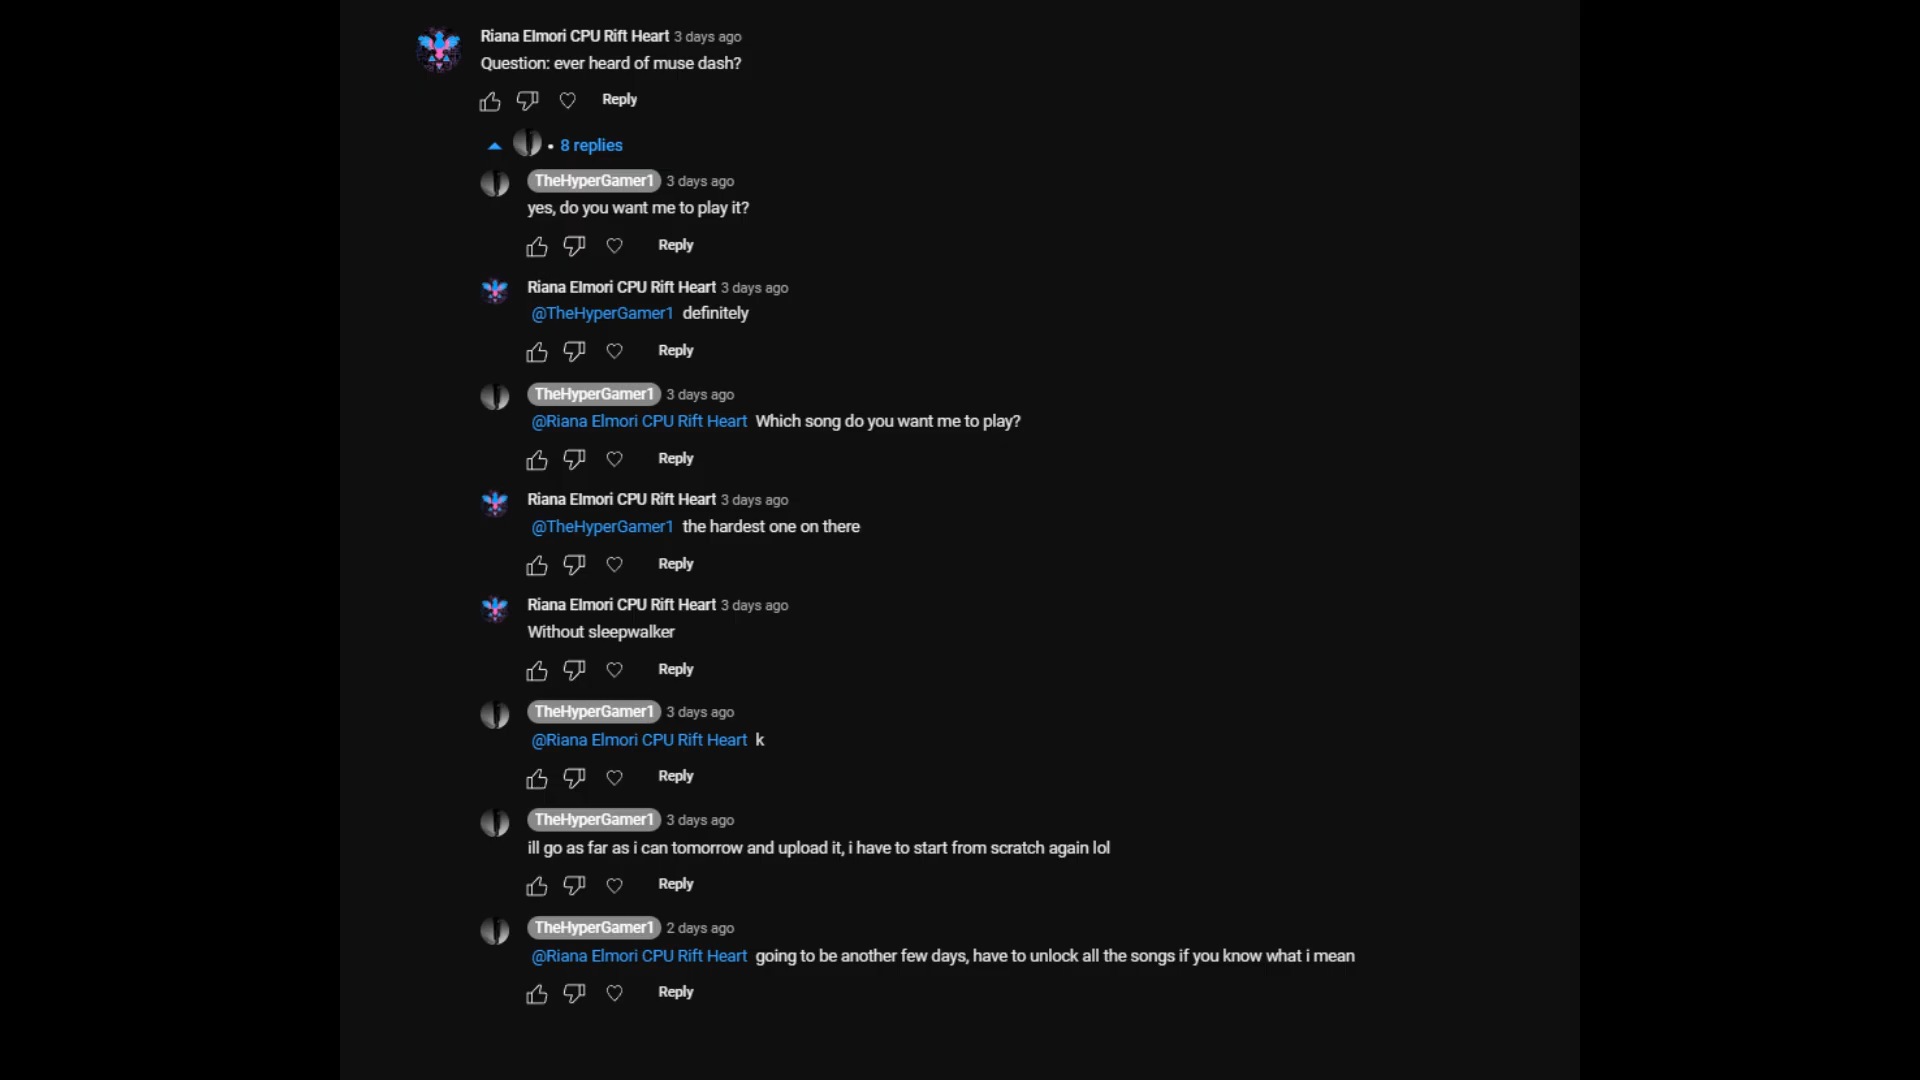 Riana Elmori CPU Rift Heart 3 days ago
Question: ever heard of muse dash?
Reply
• 8 replies
TheHyperGamer1 3 days ago
yes, do you want me to play it?
Reply
Riana Elmori CPU Rift Heart 3 days ago
@TheHyperGamer1 definitely
Reply
TheHyperGamer1 3 days ago
@Riana Elmori CPU Rift Heart Which song do you want me to play?
Reply
Riana Elmori CPU Rift Heart 3 days ago
@TheHyperGamer1 the hardest one on there
Reply
Riana Elmori CPU Rift Heart 3 days ago
Without sleepwalker
Reply
TheHyperGamer1 3 days ago
@Riana Elmori CPU Rift Heart k
Reply
TheHyperGamer1 3 days ago
ill go as far as i can tomorrow and upload it, i have to start from scratch again lol
Reply
TheHyperGamer1 2 days ago
@Riana Elmori CPU Rift Heart going to be another few days, have to unlock all the songs if you know what i mean
Reply